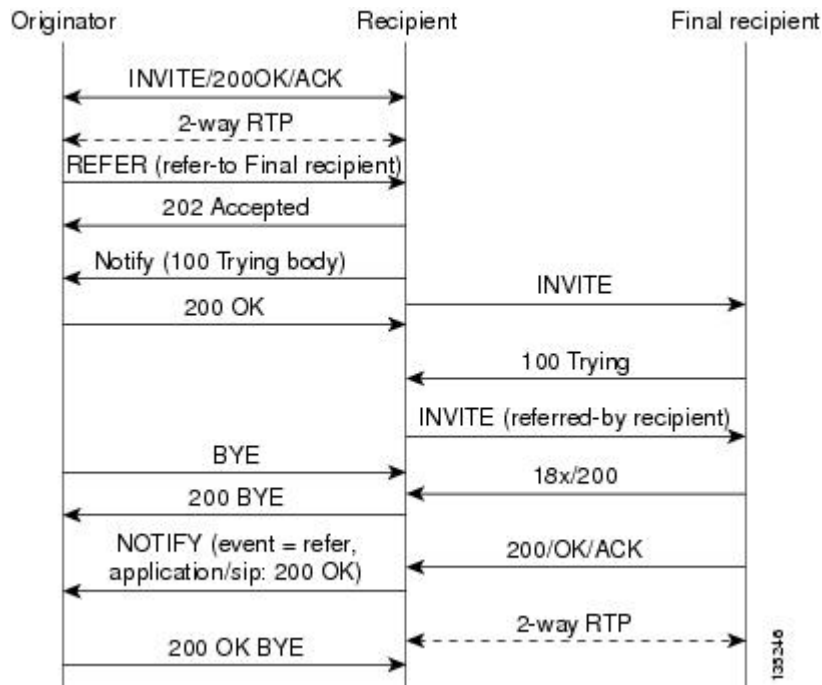 Originator
Recipient
Final recipient
INVITE/200OK/ACK
2-way RTP
REFER (refer-to Final recipient)
202 Accepted
Notify (100 Trying body)
INVITE
200 OK
100 Trying
INVITE (referred-by recipient)
BYE
18x/200
200 BYE
NOTIFY (event = refer,
application/sip: 200 OK)
200/OK/ACK
2-way RTP
200 OK BYE
135246